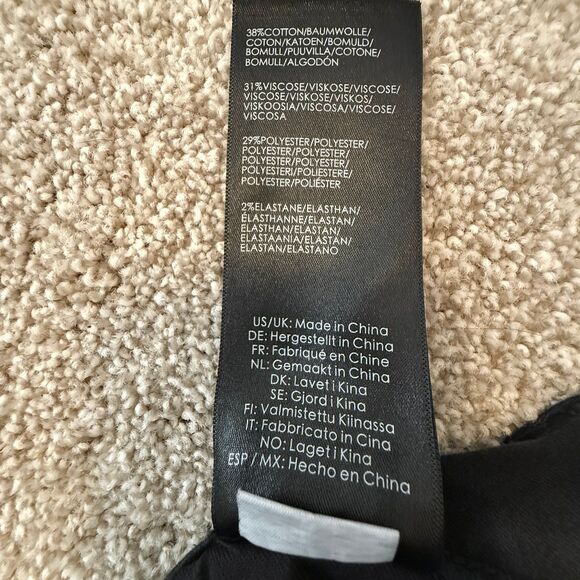 38%COTTON/BAUMWOLLE/
COTON/KATOEN/BOMULD/
BOMULL/PUUVILLA/COTONE/
BOMULL/ALGODÓN
31%VISCOSE/VISKOSE/VISCOSE/
VISCOSE/VISKOSE/VISKOS/
VISKOOSIA/VISCOSA/VISCOSE/
VISCOSA
29%POLYESTER/POLYESTER/
POLYESTER/POLYESTER/
POLYESTER/POLYESTER/
POLYESTERI/POLIESTERE/
POLYESTER/POLIÉSTER
2%ELASTANE/ELASTHAN/
ÉLASTHANNE/ELASTAN/
ELASTHAN/ELASTAN/
ELASTAANIA/ELASTAN/
ELASTAN/ELASTANO
US/UK: Made in China
DE: Hergestellt in China
FR: Fabriqué en Chine
NL: Gemaakt in China
DK: Lavet i Kina
SE: Gjord i Kina
FI: Valmistettu Kiinassa
IT: Fabbricato in Cina
NO: Laget i Kina
ESP / MX: Hecho en China